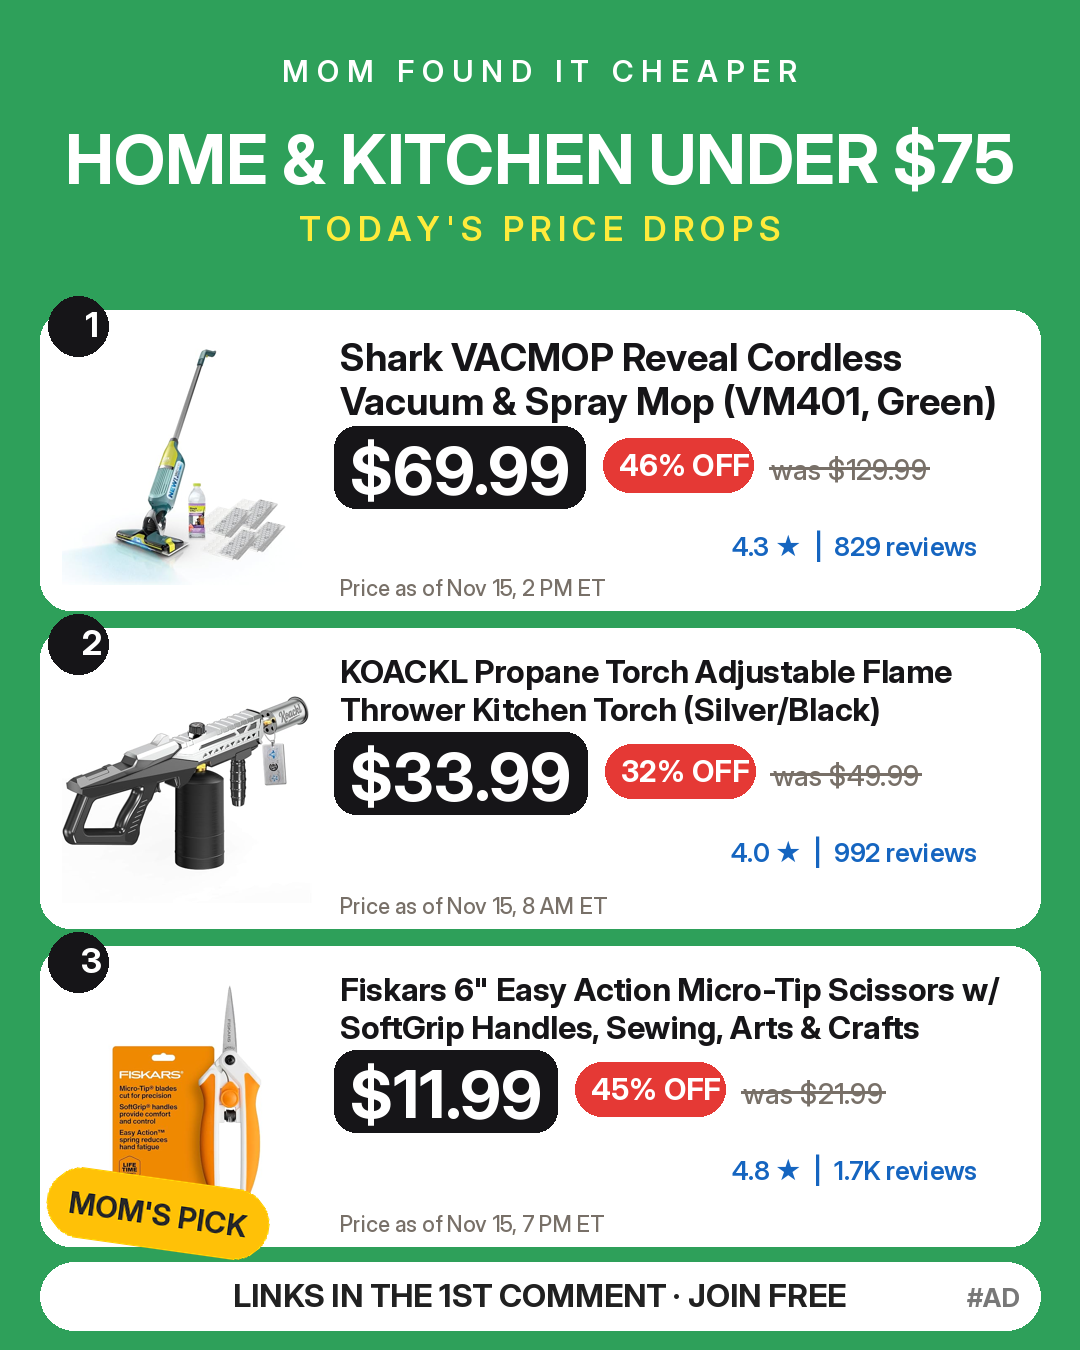 MOM FOUND IT CHEAPER
HOME & KITCHEN UNDER $75
TODAY'S PRICE DROPS
1
Shark VACMOP Reveal Cordless
Vacuum & Spray Mop (VM401, Green)
$69.99 46% OFF was $129.99
4.3 ★ | 829 reviews
Price as of Nov 15, 2 PM ET
2
KOACKL Propane Torch Adjustable Flame
Thrower Kitchen Torch (Silver/Black)
$33.99 32% OFF was $49.99
4.0 ★ | 992 reviews
Price as of Nov 15, 8 AM ET
3
Fiskars 6" Easy Action Micro-Tip Scissors w/
SoftGrip Handles, Sewing, Arts & Crafts
$11.99 45% OFF was $21.99
4.8 ★ | 1.7K reviews
Price as of Nov 15, 7 PM ET
FISKARS®
Micro-Tip® blades
cut for precision
SoftGrip® handles
provide comfort
and control
Easy Action™
spring reduces
hand fatigue
LIFE
TIME
FISKARS
MOM'S PICK
LINKS IN THE 1ST COMMENT · JOIN FREE
#AD